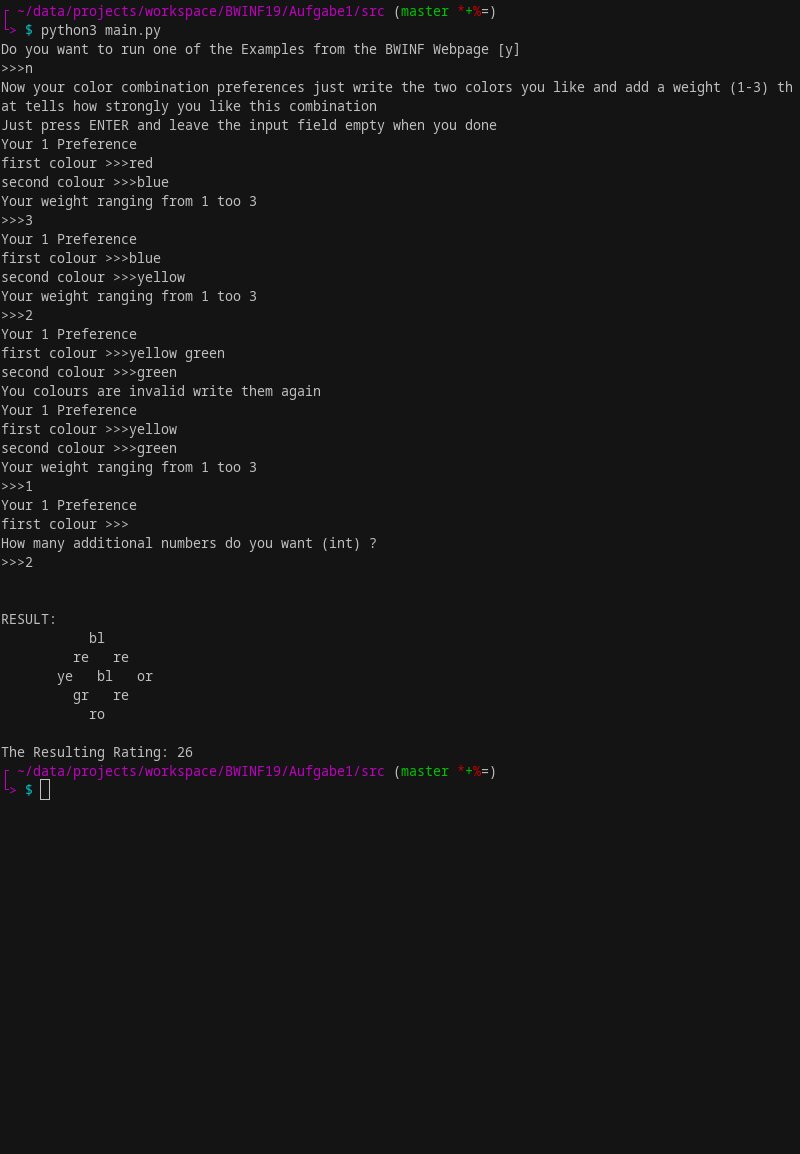 ┌ ~/data/projects/workspace/BWINF19/Aufgabe1/src (master *+%=)
└> $ python3 main.py
Do you want to run one of the Examples from the BWINF Webpage [y]
>>>n
Now your color combination preferences just write the two colors you like and add a weight (1-3) th
at tells how strongly you like this combination
Just press ENTER and leave the input field empty when you done
Your 1 Preference
first colour >>>red
second colour >>>blue
Your weight ranging from 1 too 3
>>>3
Your 1 Preference
first colour >>>blue
second colour >>>yellow
Your weight ranging from 1 too 3
>>>2
Your 1 Preference
first colour >>>yellow green
second colour >>>green
You colours are invalid write them again
Your 1 Preference
first colour >>>yellow
second colour >>>green
Your weight ranging from 1 too 3
>>>1
Your 1 Preference
first colour >>>
How many additional numbers do you want (int) ?
>>>2
RESULT:
bl
re   re
ye   bl   or
gr   re
ro
The Resulting Rating: 26
┌ ~/data/projects/workspace/BWINF19/Aufgabe1/src (master *+%=)
└> $